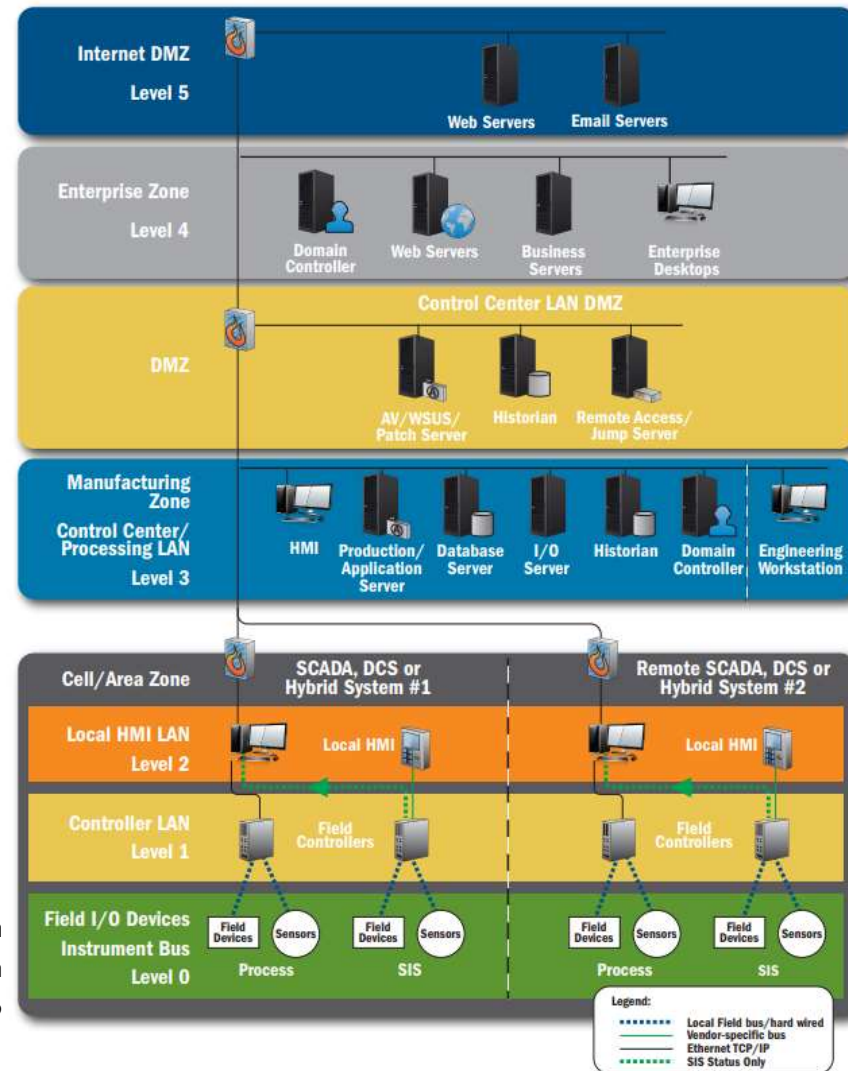 Internet DMZ
Level 5
Web Servers
Email Servers
Enterprise Zone
Level 4
Domain
Controller
Web Servers
Business
Servers
Enterprise
Desktops
Control Center LAN DMZ
DMZ
AV/WSUS/
Patch Server
Historian
Remote Access/
Jump Server
Manufacturing
Zone
Control Center/
Processing LAN
Level 3
HMI
Production/
Application
Server
Database
Server
I/O
Server
Historian
Domain
Controller
Engineering
Workstation
Cell/Area Zone
SCADA, DCS or
Hybrid System #1
Remote SCADA, DCS or
Hybrid System #2
Local HMI LAN
Level 2
Local HMI
Local HMI
Controller LAN
Level 1
Field
Controllers
Field
Controllers
Field I/O Devices
Instrument Bus
Level 0
Field
Devices
Sensors
Field
Devices
Sensors
Process
SIS
Field
Devices
Sensors
Field
Devices
Sensors
Process
SIS
Legend:
Local Field bus/hard wired
Vendor-specific bus
Ethernet TCP/IP
SIS Status Only